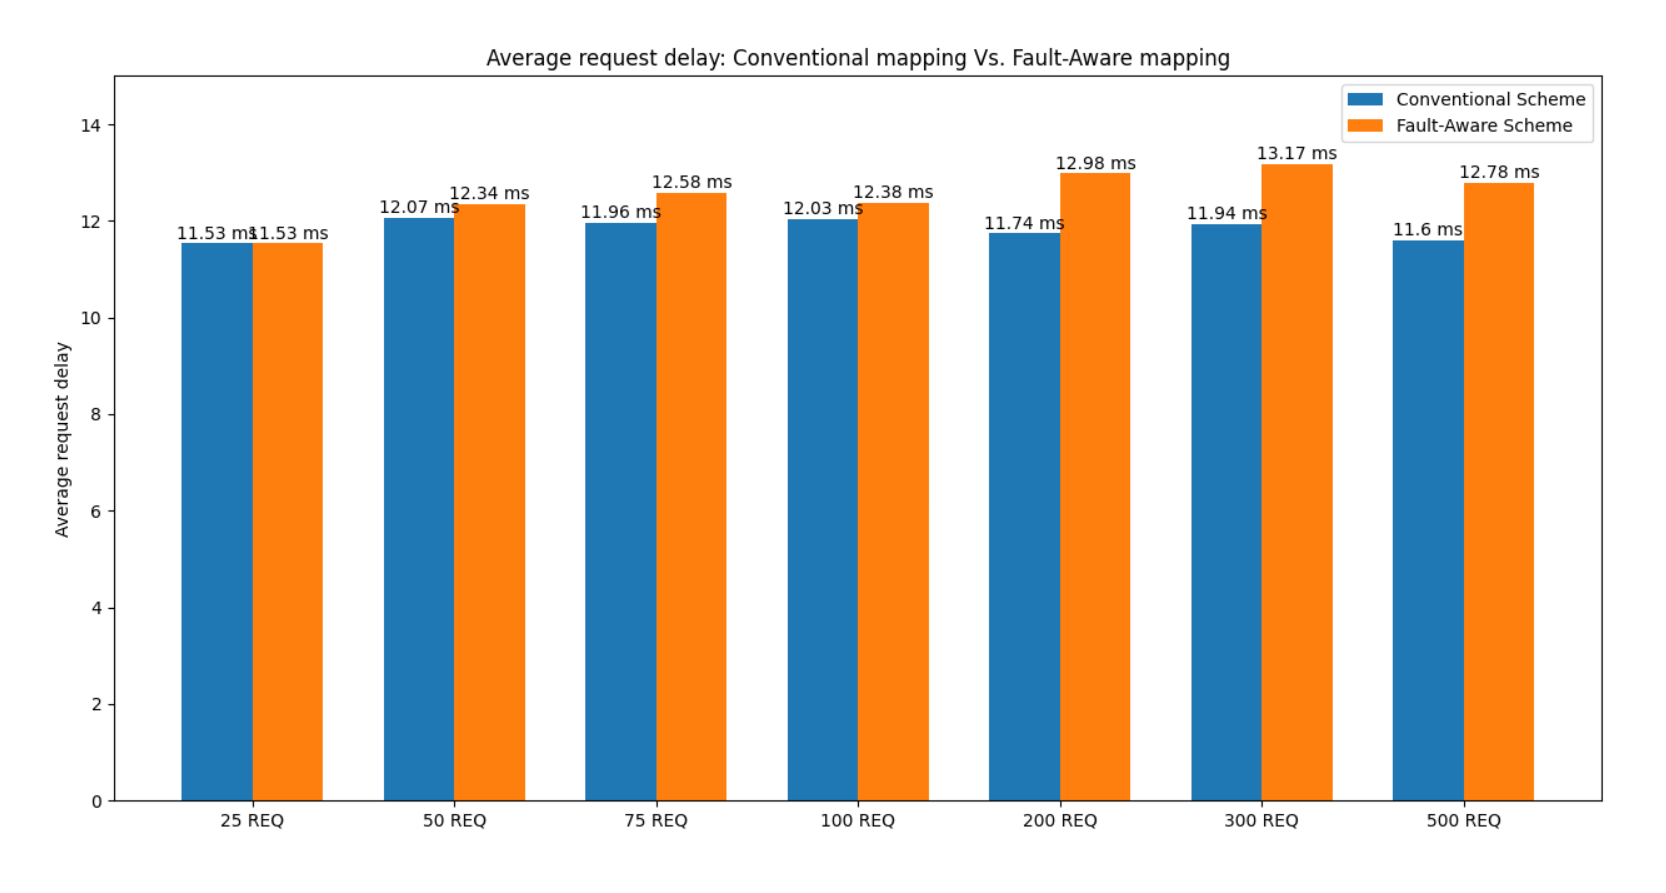 Average request delay: Conventional mapping Vs. Fault-Aware mapping
Conventional Scheme
Fault-Aware Scheme
Average request delay
14
12
10
8
6
4
2
0
11.53 ms
11.53 ms
12.07 ms
12.34 ms
11.96 ms
12.58 ms
12.03 ms
12.38 ms
11.74 ms
12.98 ms
11.94 ms
13.17 ms
11.6 ms
12.78 ms
25 REQ
50 REQ
75 REQ
100 REQ
200 REQ
300 REQ
500 REQ